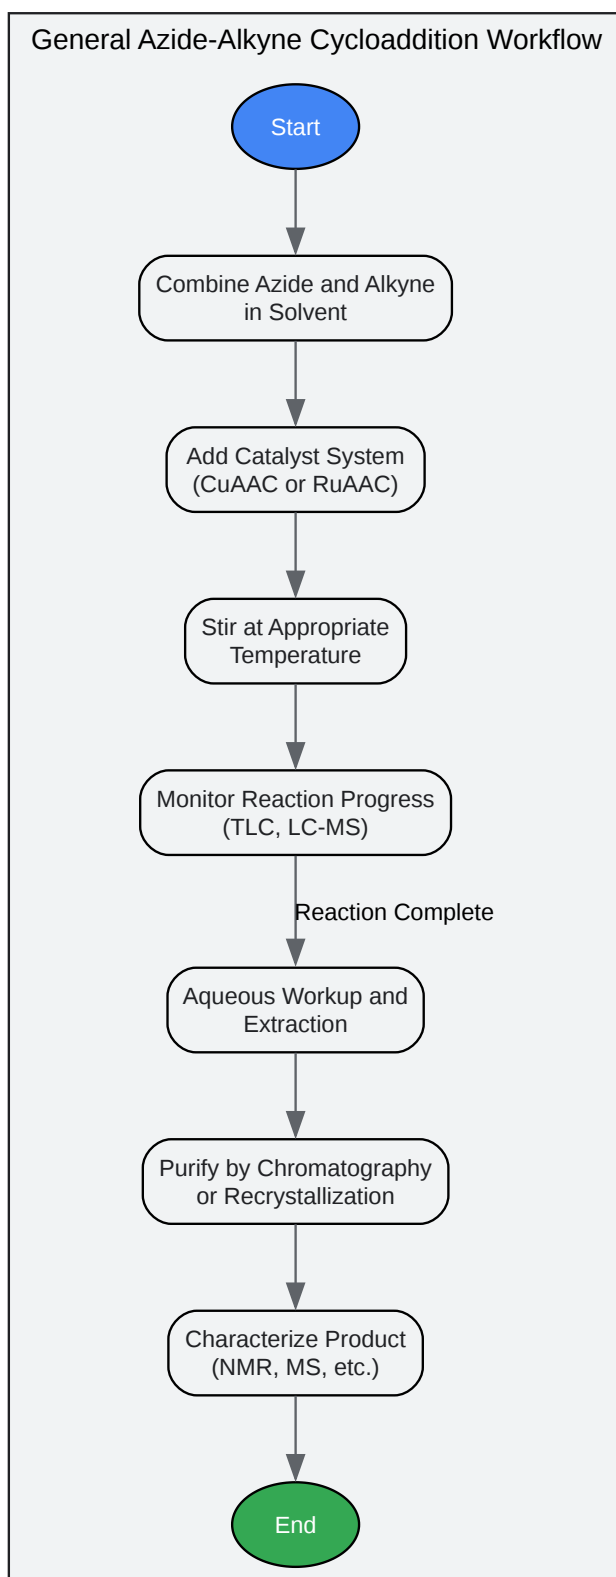 General Azide-Alkyne Cycloaddition Workflow
Start
Combine Azide and Alkyne
in Solvent
Add Catalyst System
(CuAAC or RuAAC)
Stir at Appropriate
Temperature
Monitor Reaction Progress
(TLC, LC-MS)
Reaction Complete
Aqueous Workup and
Extraction
Purify by Chromatography
or Recrystallization
Characterize Product
(NMR, MS, etc.)
End